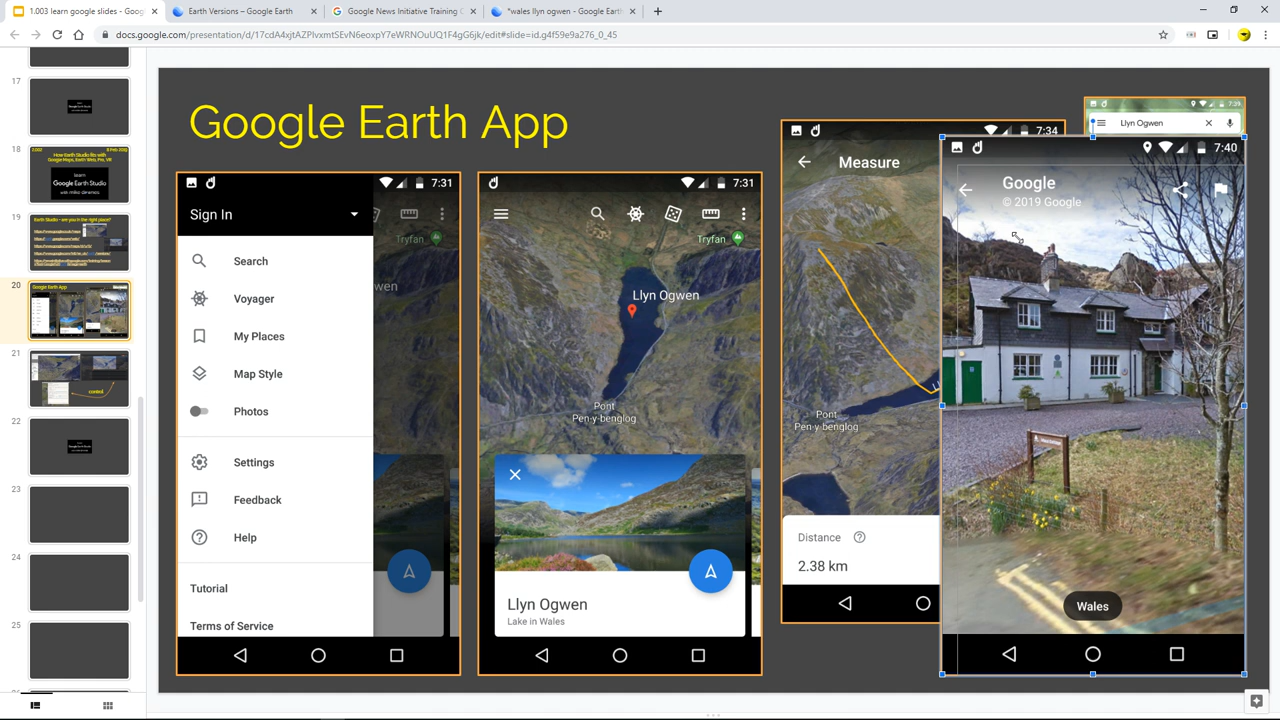 1.003 learn google slides - Goog
Earth Versions – Google Earth
Google News Initiative Training C
"wales llyn ogwen - Google Earth
docs.google.com/presentation/d/17cdA4xjtAZPlvxmtSEvN6eoxpY7eWRNOuUQ1F4gG6jk/edit#slide=id.g4f59e9a276_0_45
17
18
19
20
21
22
23
24
25
How Earth Studio fits with
Google Maps, Earth Web, Pro, VR
learn
Google Earth Studio
Earth Studio - are you in the right place?
Google Earth App
contd
Google Earth App
7:31
Sign In
Tryfan
Search
Voyager
My Places
Map Style
Photos
Settings
Feedback
Help
Tutorial
Terms of Service
7:31
Tryfan
Llyn Ogwen
Pont
Pen-y-benglog
Llyn Ogwen
Lake in Wales
7:34
Measure
Pont
Pen-y-benglog
Distance
2.38 km
7:39
Llyn Ogwen
7:40
Google
© 2019 Google
Wales